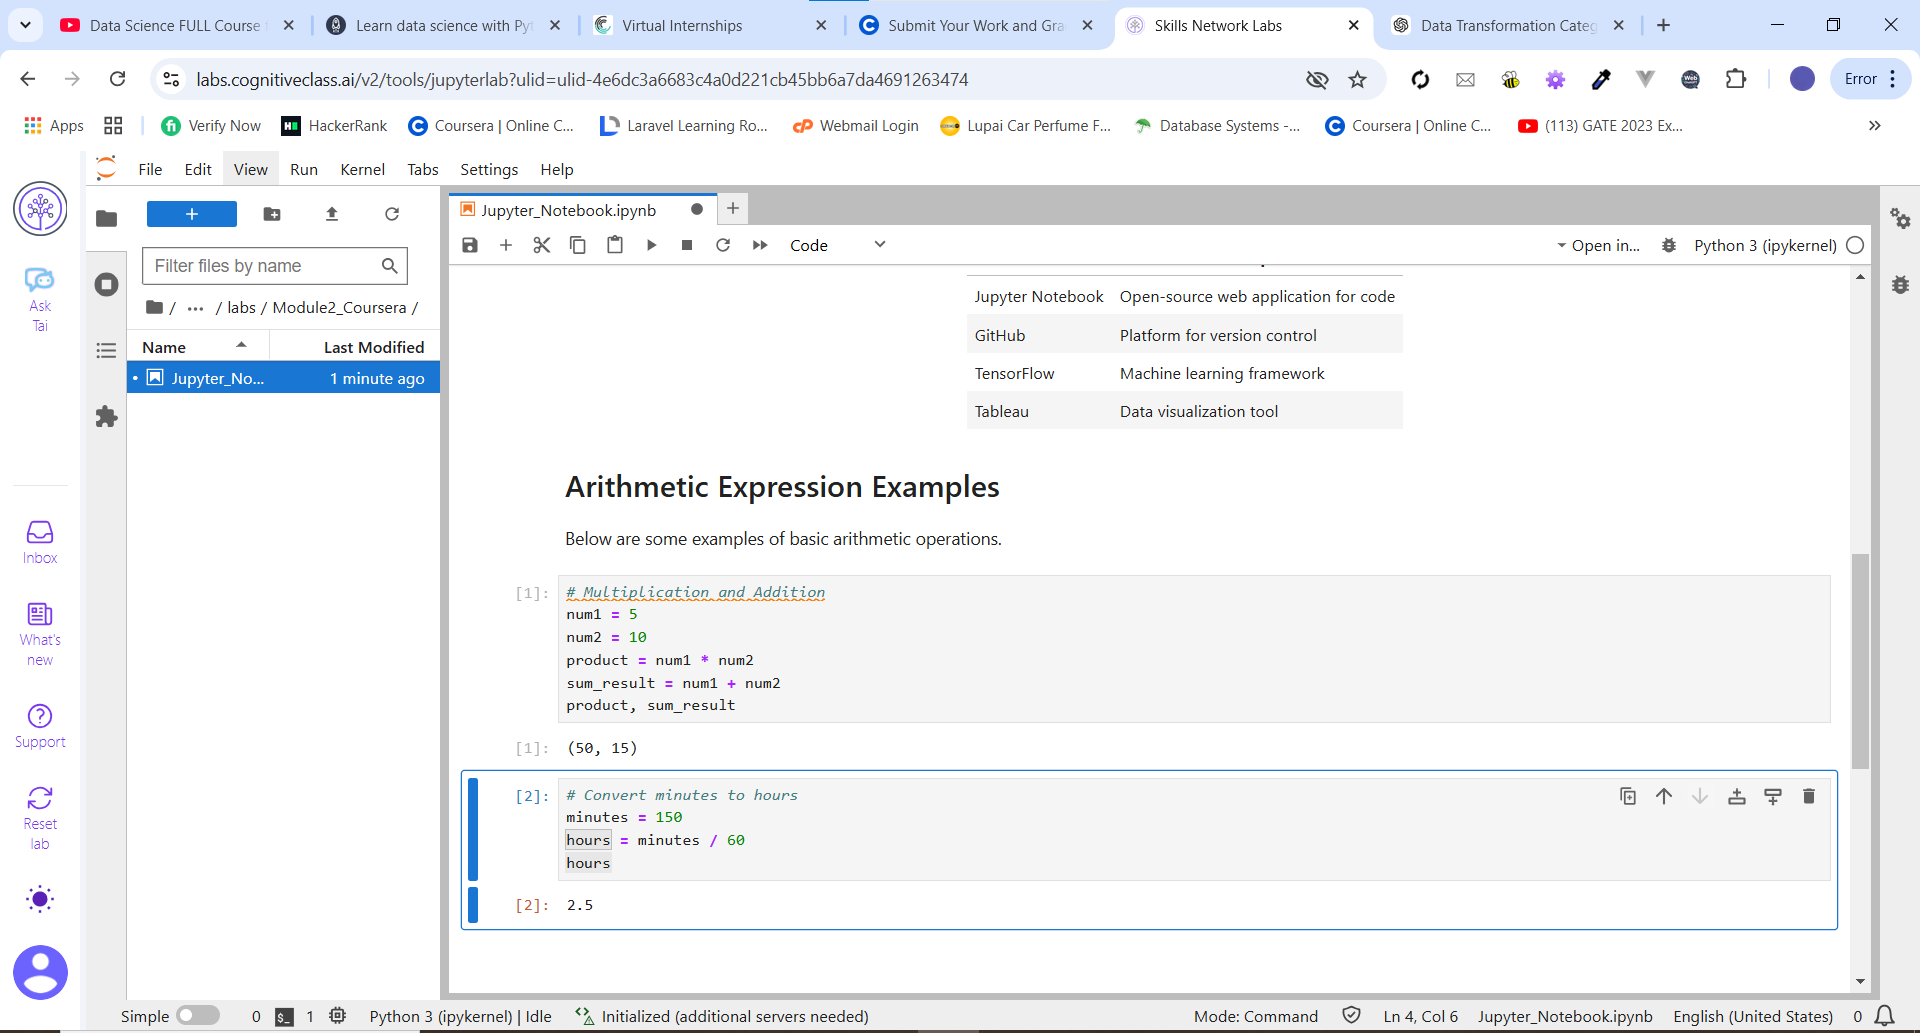 Data Science FULL Course
Learn data science with Pyt
Virtual Internships
Submit Your Work and Gra
Skills Network Labs
Data Transformation Categ
labs.cognitiveclass.ai/v2/tools/jupyterlab?ulid=ulid-4e6dc3a6683c4a0d221cb45bb6a7da4691263474
Error
Apps
Verify Now
HackerRank
Coursera | Online C...
Laravel Learning Ro...
Webmail Login
Lupai Car Perfume F...
Database Systems -...
Coursera | Online C...
(113) GATE 2023 Ex...
File Edit View Run Kernel Tabs Settings Help
Ask
Tai
Inbox
What's
new
Support
Reset
lab
Filter files by name
/ ... / labs / Module2_Coursera /
Name Last Modified
Jupyter_No... 1 minute ago
Jupyter_Notebook.ipynb
Code
Open in...
Python 3 (ipykernel)
Jupyter Notebook Open-source web application for code
GitHub Platform for version control
TensorFlow Machine learning framework
Tableau Data visualization tool
Arithmetic Expression Examples
Below are some examples of basic arithmetic operations.
[1]: # Multiplication and Addition
num1 = 5
num2 = 10
product = num1 * num2
sum_result = num1 + num2
product, sum_result
[1]: (50, 15)
[2]: # Convert minutes to hours
minutes = 150
hours = minutes / 60
hours
[2]: 2.5
Simple 0 $_ 1 Python 3 (ipykernel) | Idle Initialized (additional servers needed) Mode: Command Ln 4, Col 6 Jupyter_Notebook.ipynb English (United States) 0